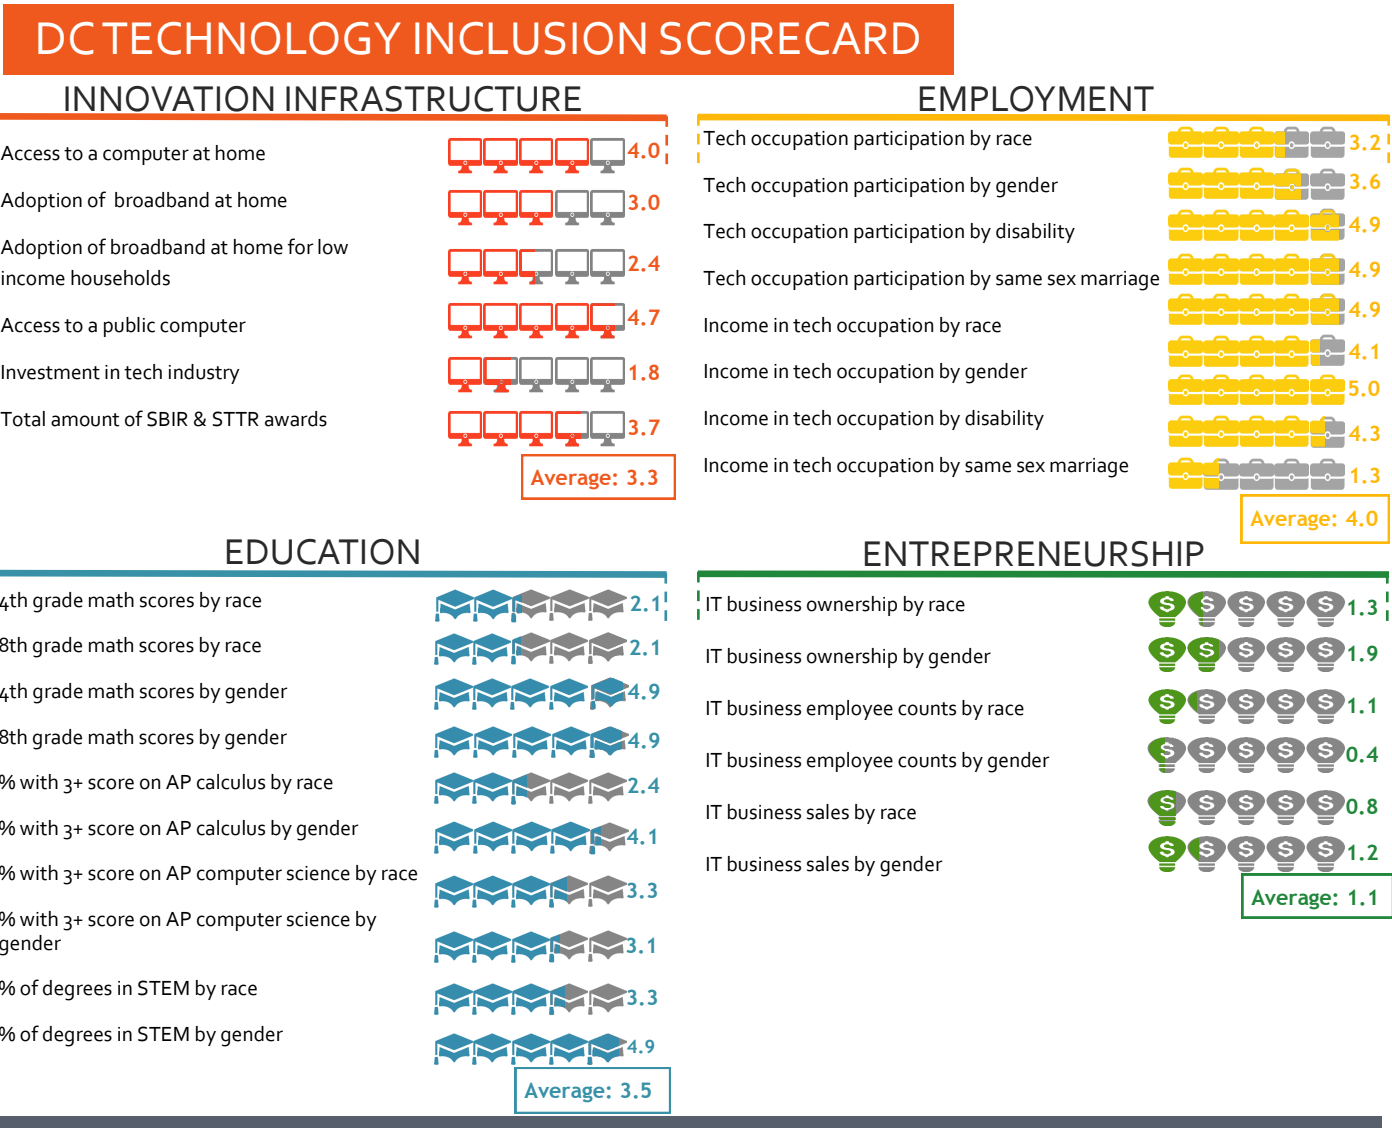 DC TECHNOLOGY INCLUSION SCORECARD
INNOVATION INFRASTRUCTURE
Access to a computer at home 4.0
Adoption of broadband at home 3.0
Adoption of broadband at home for low
income households 2.4
Access to a public computer 4.7
Investment in tech industry 1.8
Total amount of SBIR & STTR awards 3.7
Average: 3.3
EMPLOYMENT
Tech occupation participation by race 3.2
Tech occupation participation by gender 3.6
Tech occupation participation by disability 4.9
Tech occupation participation by same sex marriage 4.9
4.9
Income in tech occupation by race 4.1
Income in tech occupation by gender 5.0
Income in tech occupation by disability 4.3
Income in tech occupation by same sex marriage 1.3
Average: 4.0
EDUCATION
4th grade math scores by race 2.1
8th grade math scores by race 2.1
4th grade math scores by gender 4.9
8th grade math scores by gender 4.9
% with 3+ score on AP calculus by race 2.4
% with 3+ score on AP calculus by gender 4.1
% with 3+ score on AP computer science by race 3.3
% with 3+ score on AP computer science by
gender 3.1
% of degrees in STEM by race 3.3
% of degrees in STEM by gender 4.9
Average: 3.5
ENTREPRENEURSHIP
IT business ownership by race 1.3
IT business ownership by gender 1.9
IT business employee counts by race 1.1
IT business employee counts by gender 0.4
IT business sales by race 0.8
IT business sales by gender 1.2
Average: 1.1